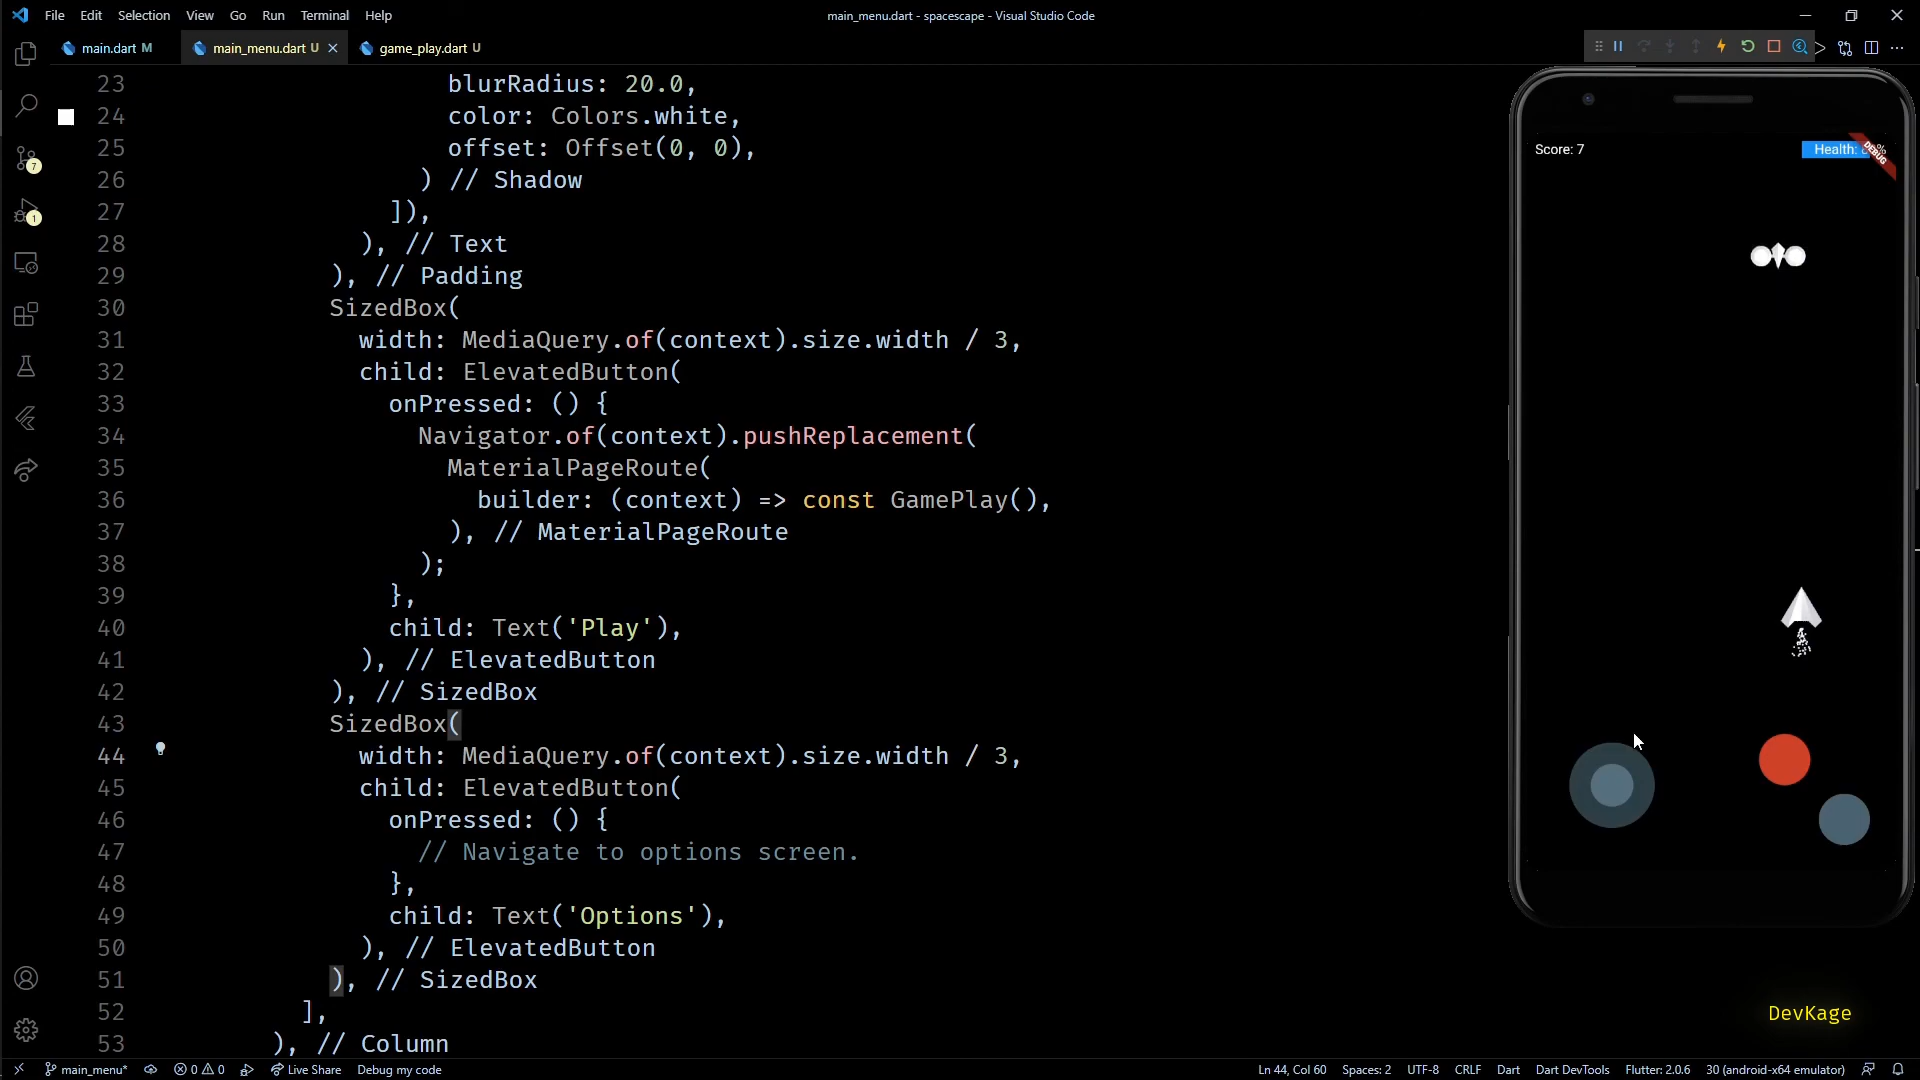 File Edit Selection View Go Run Terminal Help
main_menu.dart - spacescape - Visual Studio Code
main.dart M
main_menu.dart U
game_play.dart U
23 blurRadius: 20.0,
24 color: Colors.white,
25 offset: Offset(0, 0),
26 ) // Shadow
27 ]),
28 ), // Text
29 ), // Padding
30 SizedBox(
31 width: MediaQuery.of(context).size.width / 3,
32 child: ElevatedButton(
33 onPressed: () {
34 Navigator.of(context).pushReplacement(
35 MaterialPageRoute(
36 builder: (context) => const GamePlay(),
37 ), // MaterialPageRoute
38 );
39 },
40 child: Text('Play'),
41 ), // ElevatedButton
42 ), // SizedBox
43 SizedBox(
44 width: MediaQuery.of(context).size.width / 3,
45 child: ElevatedButton(
46 onPressed: () {
47 // Navigate to options screen.
48 },
49 child: Text('Options'),
50 ), // ElevatedButton
51 ), // SizedBox
52 ],
53 ), // Column
7
1
Score: 7
Health:
DEBUG
DevKage
main_menu* 0 0 Live Share Debug my code
Ln 44, Col 60 Spaces: 2 UTF-8 CRLF Dart Dart DevTools Flutter: 2.0.6 30 (android-x64 emulator)